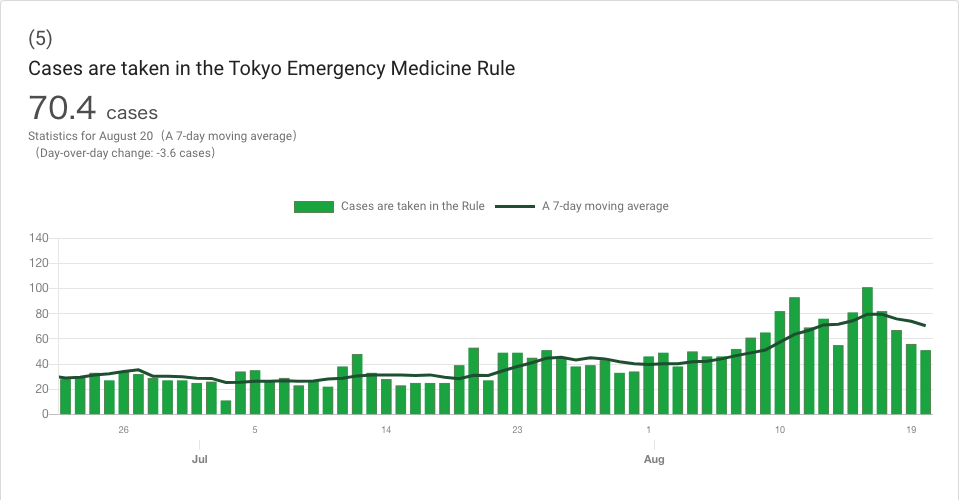 (5)
Cases are taken in the Tokyo Emergency Medicine Rule
70.4 cases
Statistics for August 20（A 7-day moving average）
（Day-over-day change: -3.6 cases）
Cases are taken in the Rule A 7-day moving average
140
120
100
80
60
40
20
0
26 5 14 23 1 10 19
Jul Aug